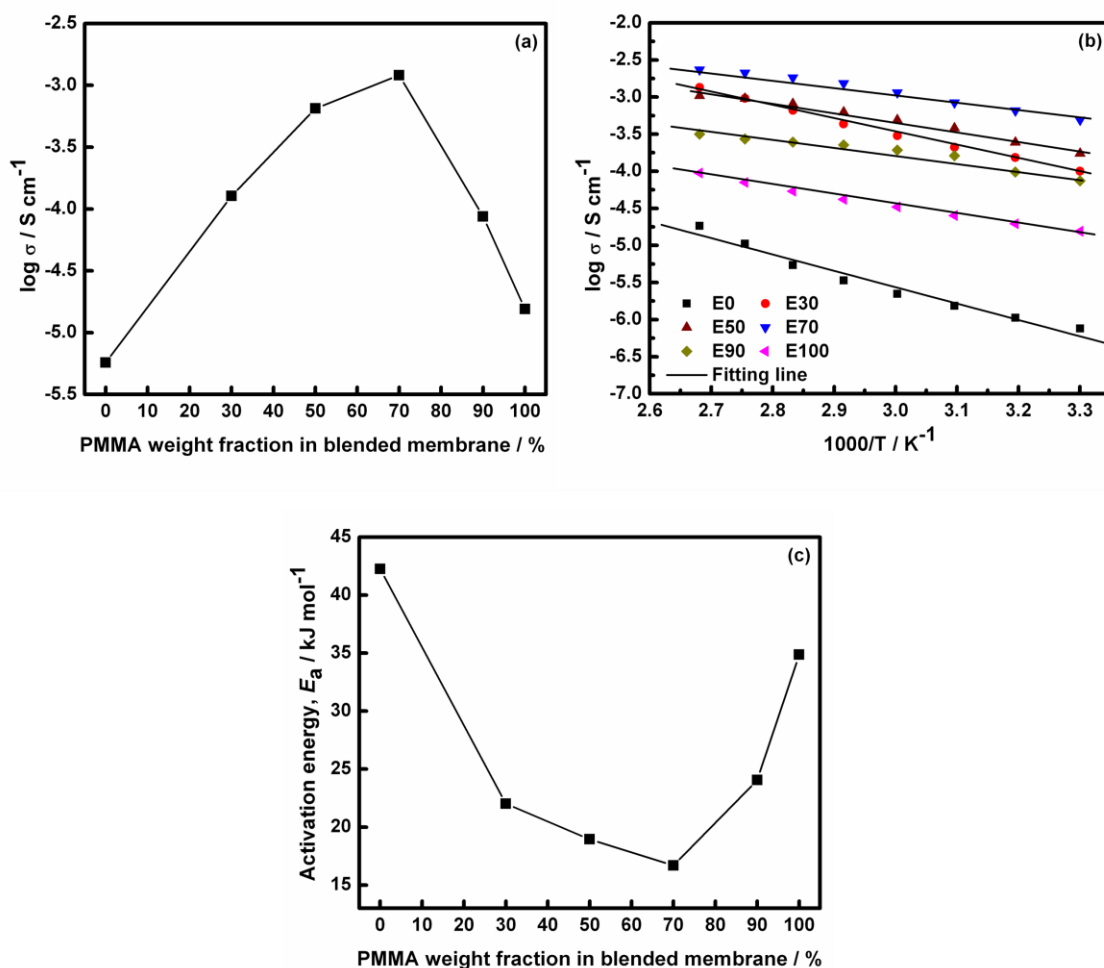 (a)
log σ / S cm⁻¹
-2.5
-3.0
-3.5
-4.0
-4.5
-5.0
-5.5
0 10 20 30 40 50 60 70 80 90 100
PMMA weight fraction in blended membrane / %
(b)
log σ / S cm⁻¹
-2.0
-2.5
-3.0
-3.5
-4.0
-4.5
-5.0
-5.5
-6.0
-6.5
-7.0
E0 E30
E50 E70
E90 E100
Fitting line
2.6 2.7 2.8 2.9 3.0 3.1 3.2 3.3
1000/T / K⁻¹
(c)
Activation energy, Eₐ / kJ mol⁻¹
45
40
35
30
25
20
15
0 10 20 30 40 50 60 70 80 90 100
PMMA weight fraction in blended membrane / %